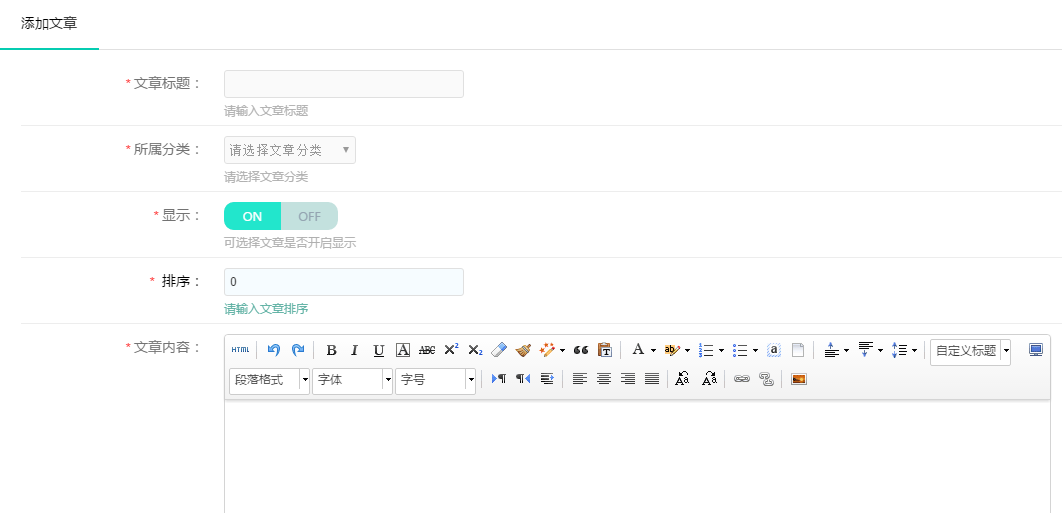 添加文章
*文章标题：
请输入文章标题
*所属分类：
请选择文章分类
请选择文章分类
*显示：
ON OFF
可选择文章是否开启显示
* 排序：
0
请输入文章排序
*文章内容：
HTML B I U A ABC X² X₂ A ab a 自定义标题
段落格式 字体 字号